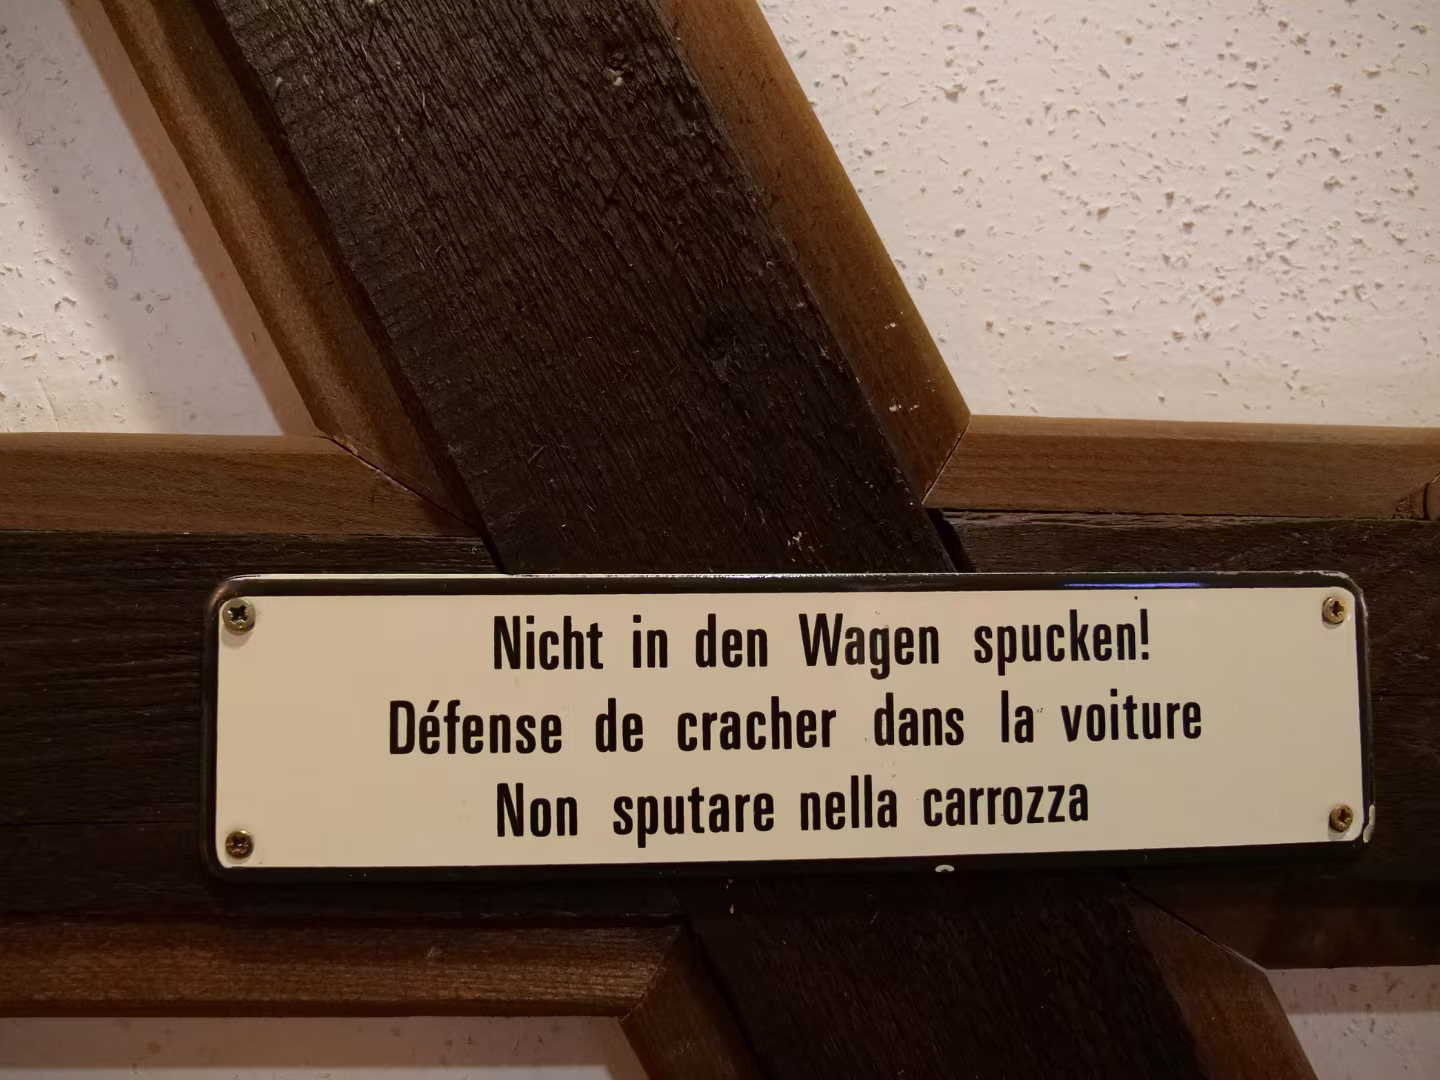 Nicht in den Wagen spucken!
Défense de cracher dans la voiture
Non sputare nella carrozza